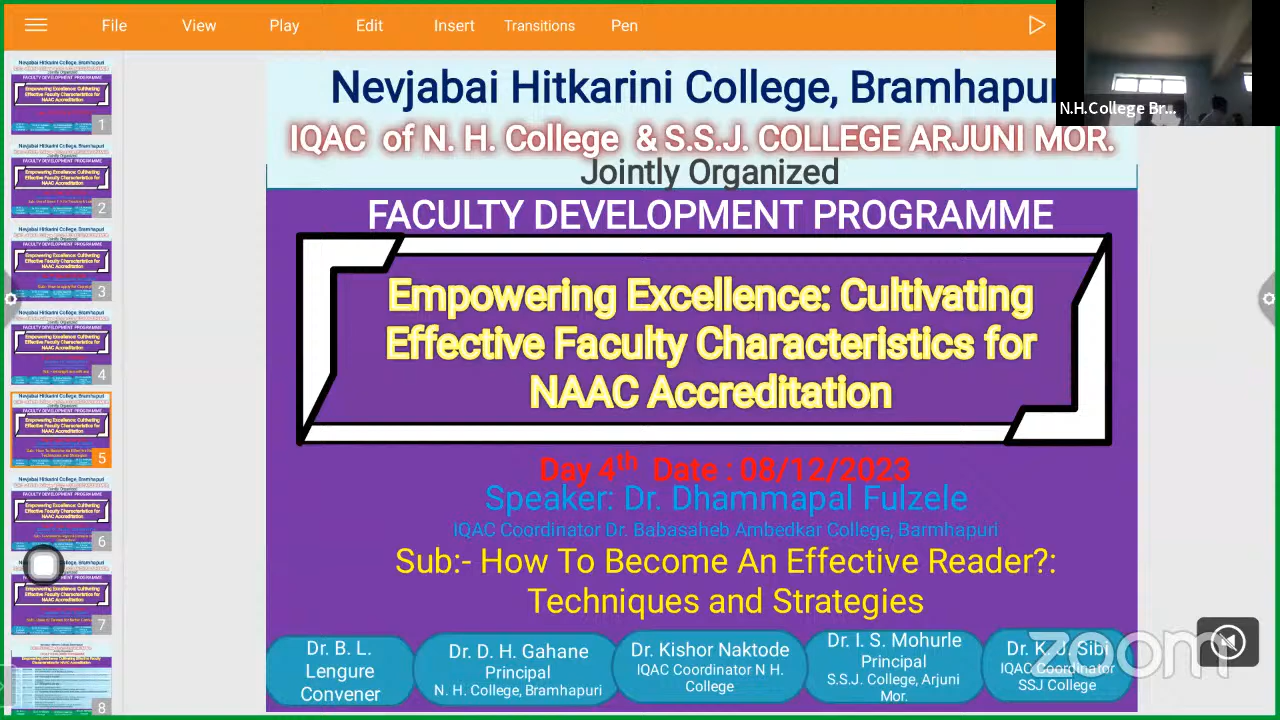 File View Play Edit Insert Transitions Pen
N.H.College Br...
Nevjabai Hitkarini College, Bramhapur
IQAC of N. H. College & S.S.J. COLLEGE ARJUNI MOR.
Jointly Organized
FACULTY DEVELOPMENT PROGRAMME
Empowering Excellence: Cultivating
Effective Faculty Characteristics for
NAAC Accreditation
Day 4th Date : 08/12/2023
Speaker: Dr. Dhammapal Fulzele
IQAC Coordinator Dr. Babasaheb Ambedkar College, Barmhapuri
Sub:- How To Become An Effective Reader?:
Techniques and Strategies
Dr. B. L.
Lengure
Convener
Dr. D. H. Gahane
Principal
N. H. College, Bramhapuri
Dr. Kishor Naktade
IQAC Coordinator N.H.
College
Dr. I. S. Mohurle
Principal
S.S.J. College, Arjuni
Mor.
Dr. K. J. Sibi
IQAC Coordinator
SSJ College
zoom
1
2
3
4
5
6
7
8